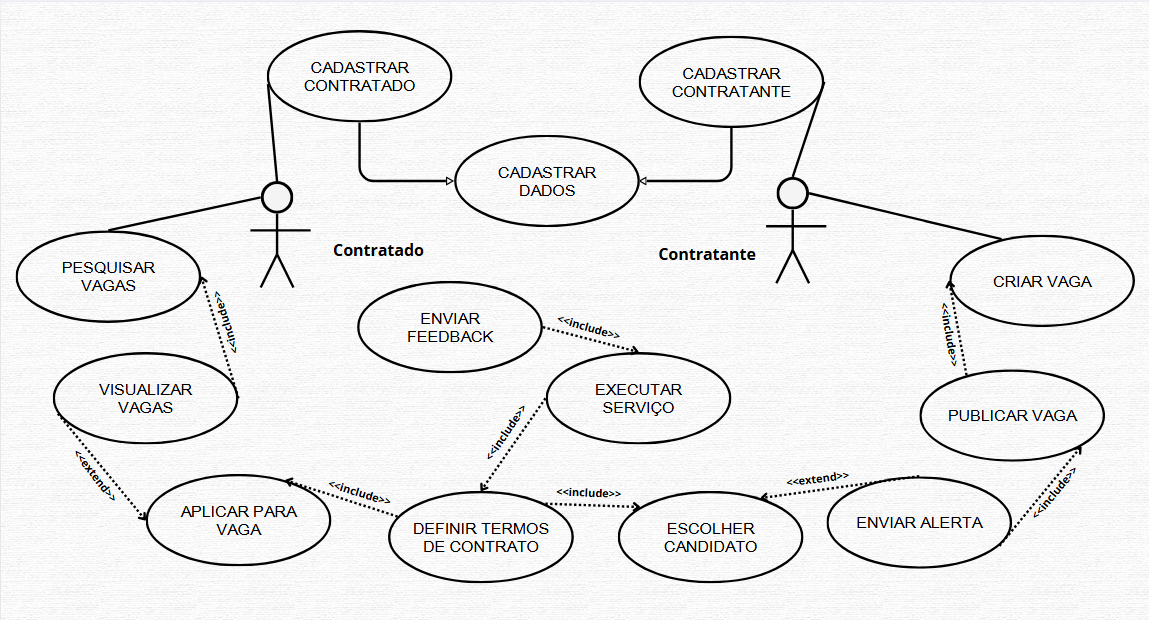 CADASTRAR
CONTRATADO
CADASTRAR
CONTRATANTE
CADASTRAR
DADOS
Contratado
Contratante
PESQUISAR
VAGAS
CRIAR VAGA
<<include>>
ENVIAR
FEEDBACK
<<include>>
<<include>>
VISUALIZAR
VAGAS
EXECUTAR
SERVIÇO
PUBLICAR VAGA
<<extend>>
<<include>>
<<include>>
<<include>>
<<extend>>
<<include>>
APLICAR PARA
VAGA
DEFINIR TERMOS
DE CONTRATO
ESCOLHER
CANDIDATO
ENVIAR ALERTA